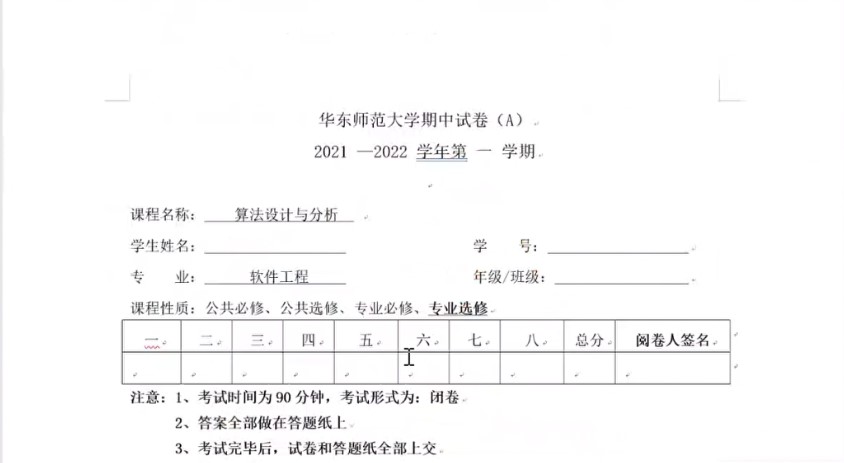 华东师范大学期中试卷（A）
2021 —2022 学年第 一 学期
课程名称： 算法设计与分析
学生姓名： 学 号：
专 业： 软件工程 年级/班级：
课程性质：公共必修、公共选修、专业必修、专业选修
一 二 三 四 五 六 七 八 总分 阅卷人签名
注意：1、考试时间为90分钟，考试形式为：闭卷
2、答案全部做在答题纸上
3、考试完毕后，试卷和答题纸全部上交